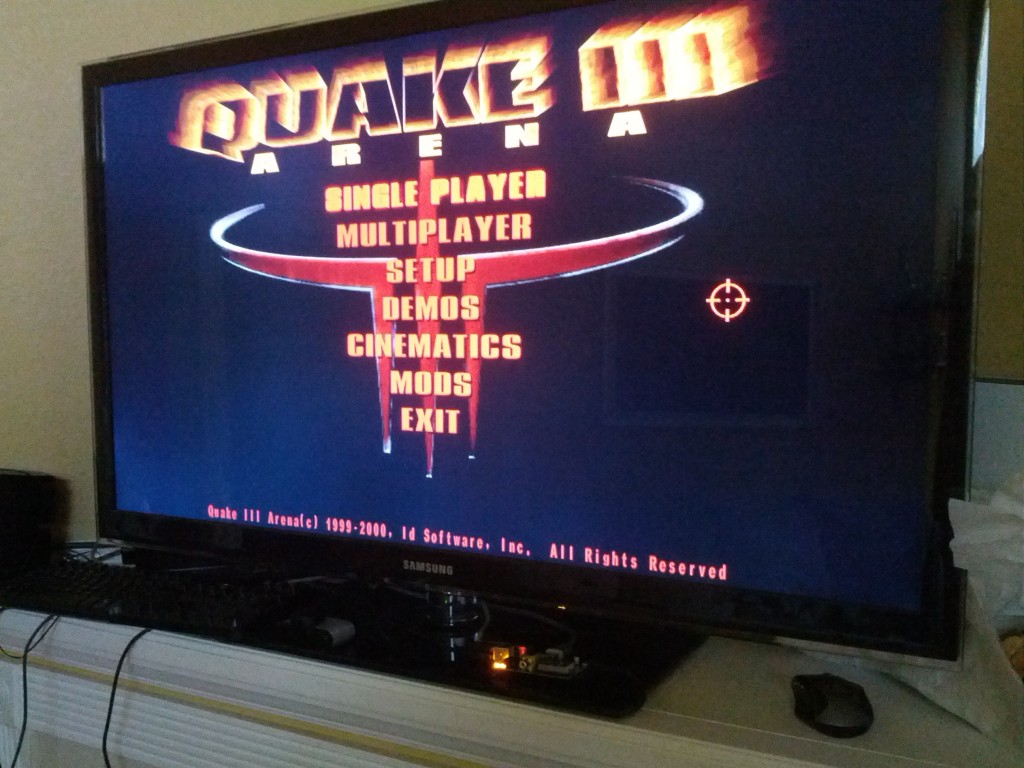 QUAKE III
ARENA
SINGLE PLAYER
MULTIPLAYER
SETUP
DEMOS
CINEMATICS
MODS
EXIT
Quake III Arena(c) 1999-2000, Id Software, Inc. All Rights Reserved
SAMSUNG